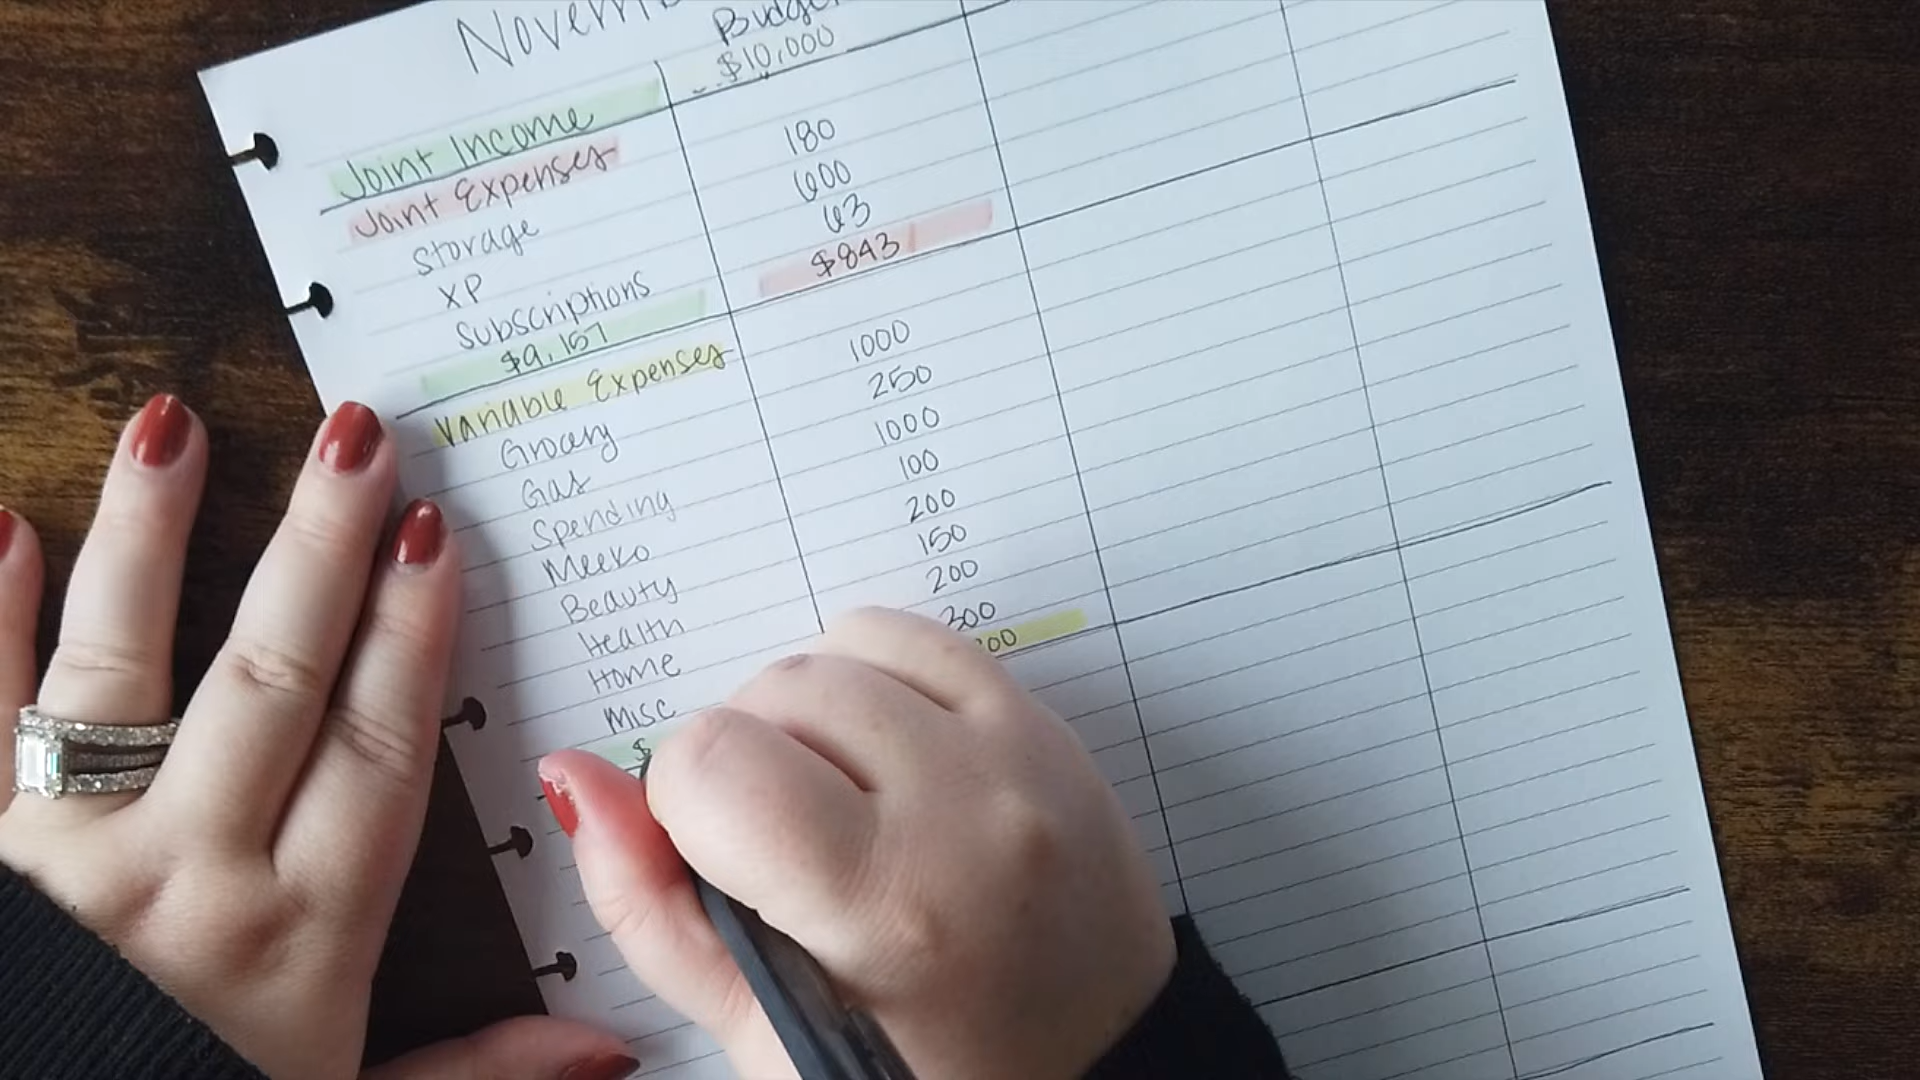 Budget
$10,000
Joint Income
Joint Expenses
Storage 180
XP 600
Subscriptions 63
$9,157 $843
Variable Expenses
Grocery 1000
Gas 250
Spending 1000
Meeko 100
Beauty 200
Health 150
Home 200
Misc 300
$